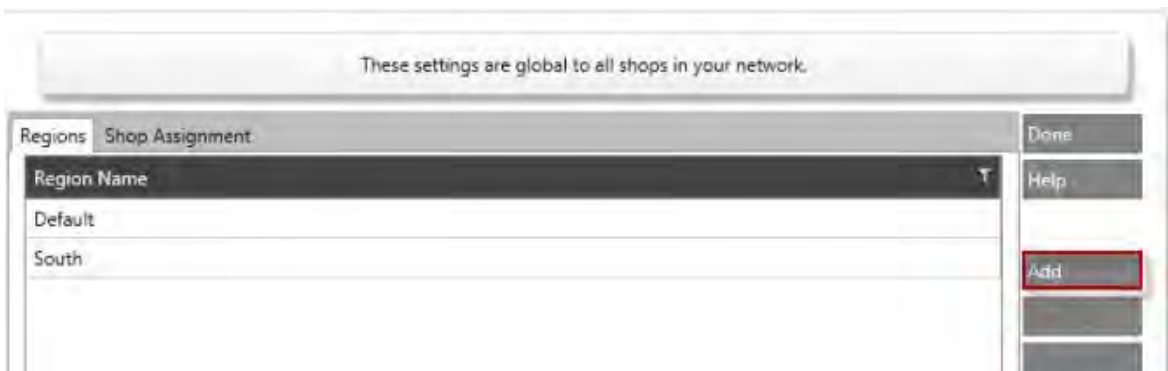 These settings are global to all shops in your network.
Regions Shop Assignment
Done
Region Name
Help
Default
South
Add